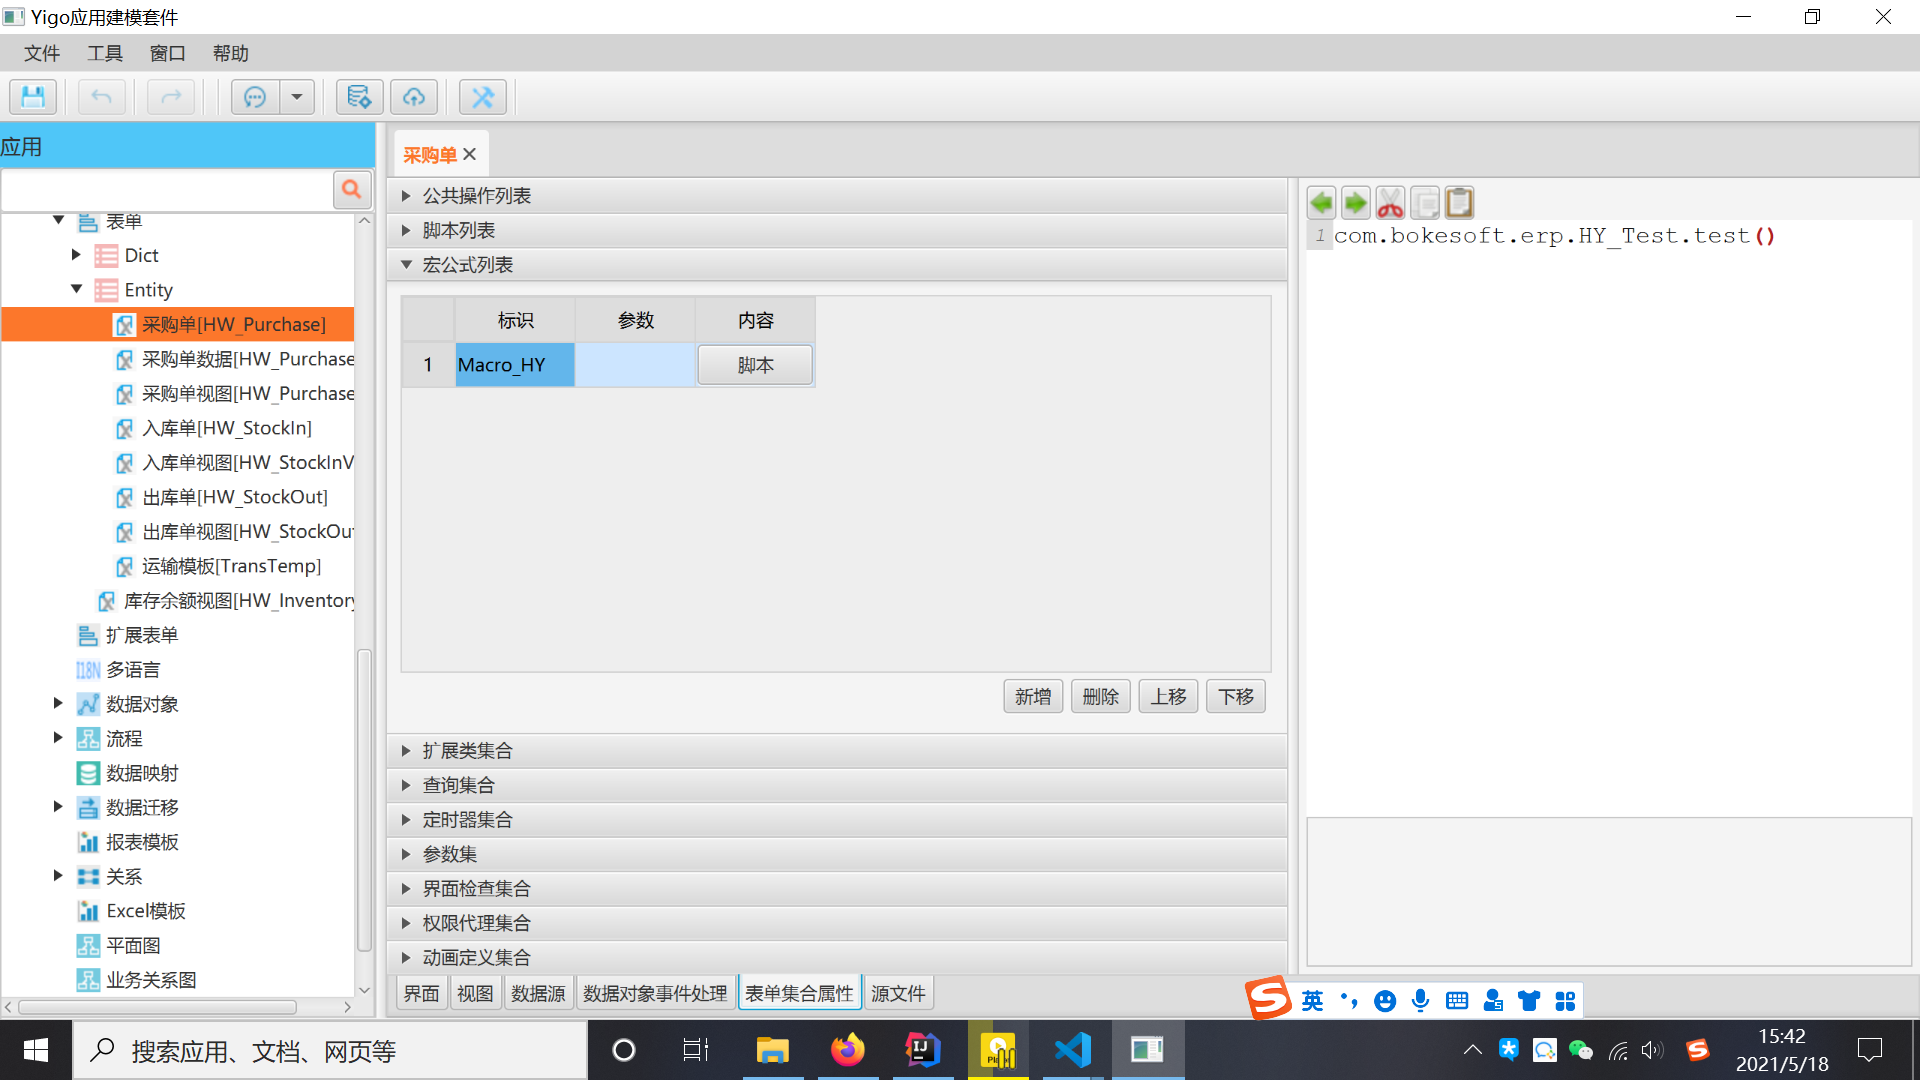 Yigo应用建模套件
文件 工具 窗口 帮助
应用
表单
Dict
Entity
采购单[HW_Purchase]
采购单数据[HW_Purchase
采购单视图[HW_Purchase
入库单[HW_StockIn]
入库单视图[HW_StockInV
出库单[HW_StockOut]
出库单视图[HW_StockOut
运输模板[TransTemp]
库存余额视图[HW_Inventory
扩展表单
I18N 多语言
数据对象
流程
数据映射
数据迁移
报表模板
关系
Excel模板
平面图
业务关系图
采购单
公共操作列表
脚本列表
宏公式列表
标识 参数 内容
1 Macro_HY 脚本
新增 删除 上移 下移
扩展类集合
查询集合
定时器集合
参数集
界面检查集合
权限代理集合
动画定义集合
界面 视图 数据源 数据对象事件处理 表单集合属性 源文件
1 com.bokesoft.erp.HY_Test.test()
S 英
搜索应用、文档、网页等
IJ
S
15:42
2021/5/18